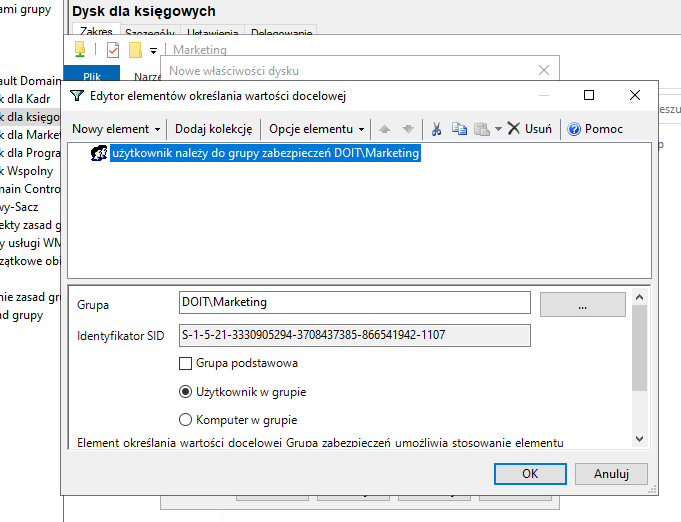 ami grupy
Dysk dla księgowych
Zakres Szczegóły Ustawienia Delegowanie
Marketing
Plik Narzę
Nowe właściwości dysku
ault Domain
k dla Kadr
k dla księgo
k dla Marke
k dla Progra
k Wspolny
main Contro
wy-Sacz
ekty zasad g
y usługi WM
zątkowe obi
nie zasad gr
ad grupy
Edytor elementów określania wartości docelowej
Nowy element Dodaj kolekcję Opcje elementu Usuń Pomoc
użytkownik należy do grupy zabezpieczeń DOIT\Marketing
Grupa DOIT\Marketing ...
Identyfikator SID S-1-5-21-3330905294-3708437385-866541942-1107
Grupa podstawowa
Użytkownik w grupie
Komputer w grupie
Element określania wartości docelowej Grupa zabezpieczeń umożliwia stosowanie elementu
OK Anuluj